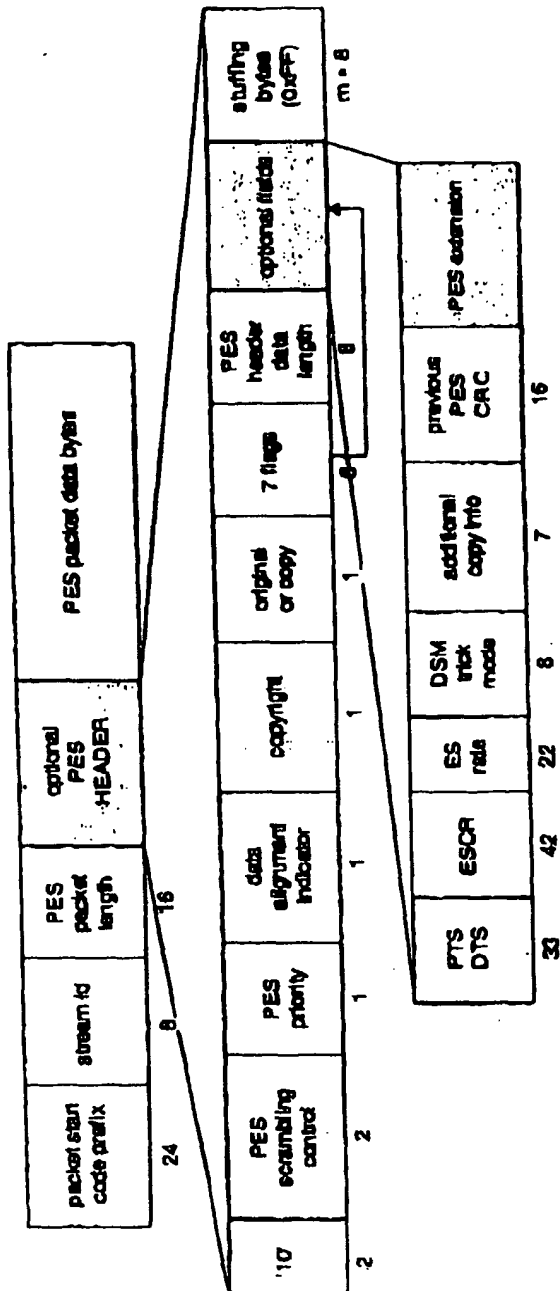 packet start
code prefix
stream id
PES
packet
length
optional
PES
HEADER
PES packet data bytes
24
8
16
'10'
PES
scrambling
control
PES
priority
data
alignment
indicator
copyright
original
or copy
7 flags
PES
header
data
length
optional fields
stuffing
bytes
(0xFF)
2
2
1
1
1
1
8
m * 8
PTS
DTS
ESCR
ES
rate
DSM
trick
mode
additional
copy info
previous
PES
CRC
PES extension
33
42
22
8
7
16